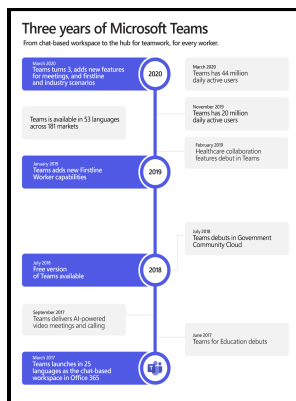 Three years of Microsoft Teams
From chat-based workspace to the hub for teamwork, for every worker.
March 2020
Teams turns 3, adds new features
for meetings, and firstline
and industry scenarios
2020
March 2020
Teams has 44 million
daily active users
November 2019
Teams has 20 million
daily active users
Teams is available in 53 languages
across 181 markets
February 2019
Healthcare collaboration
features debut in Teams
January 2019
Teams adds new Firstline
Worker capabilities
2019
July 2018
Teams debuts in Government
Community Cloud
July 2018
Free version
of Teams available
2018
September 2017
Teams delivers AI-powered
video meetings and calling
June 2017
Teams for Education debuts
March 2017
Teams launches in 25
languages as the chat-based
workspace in Office 365
T